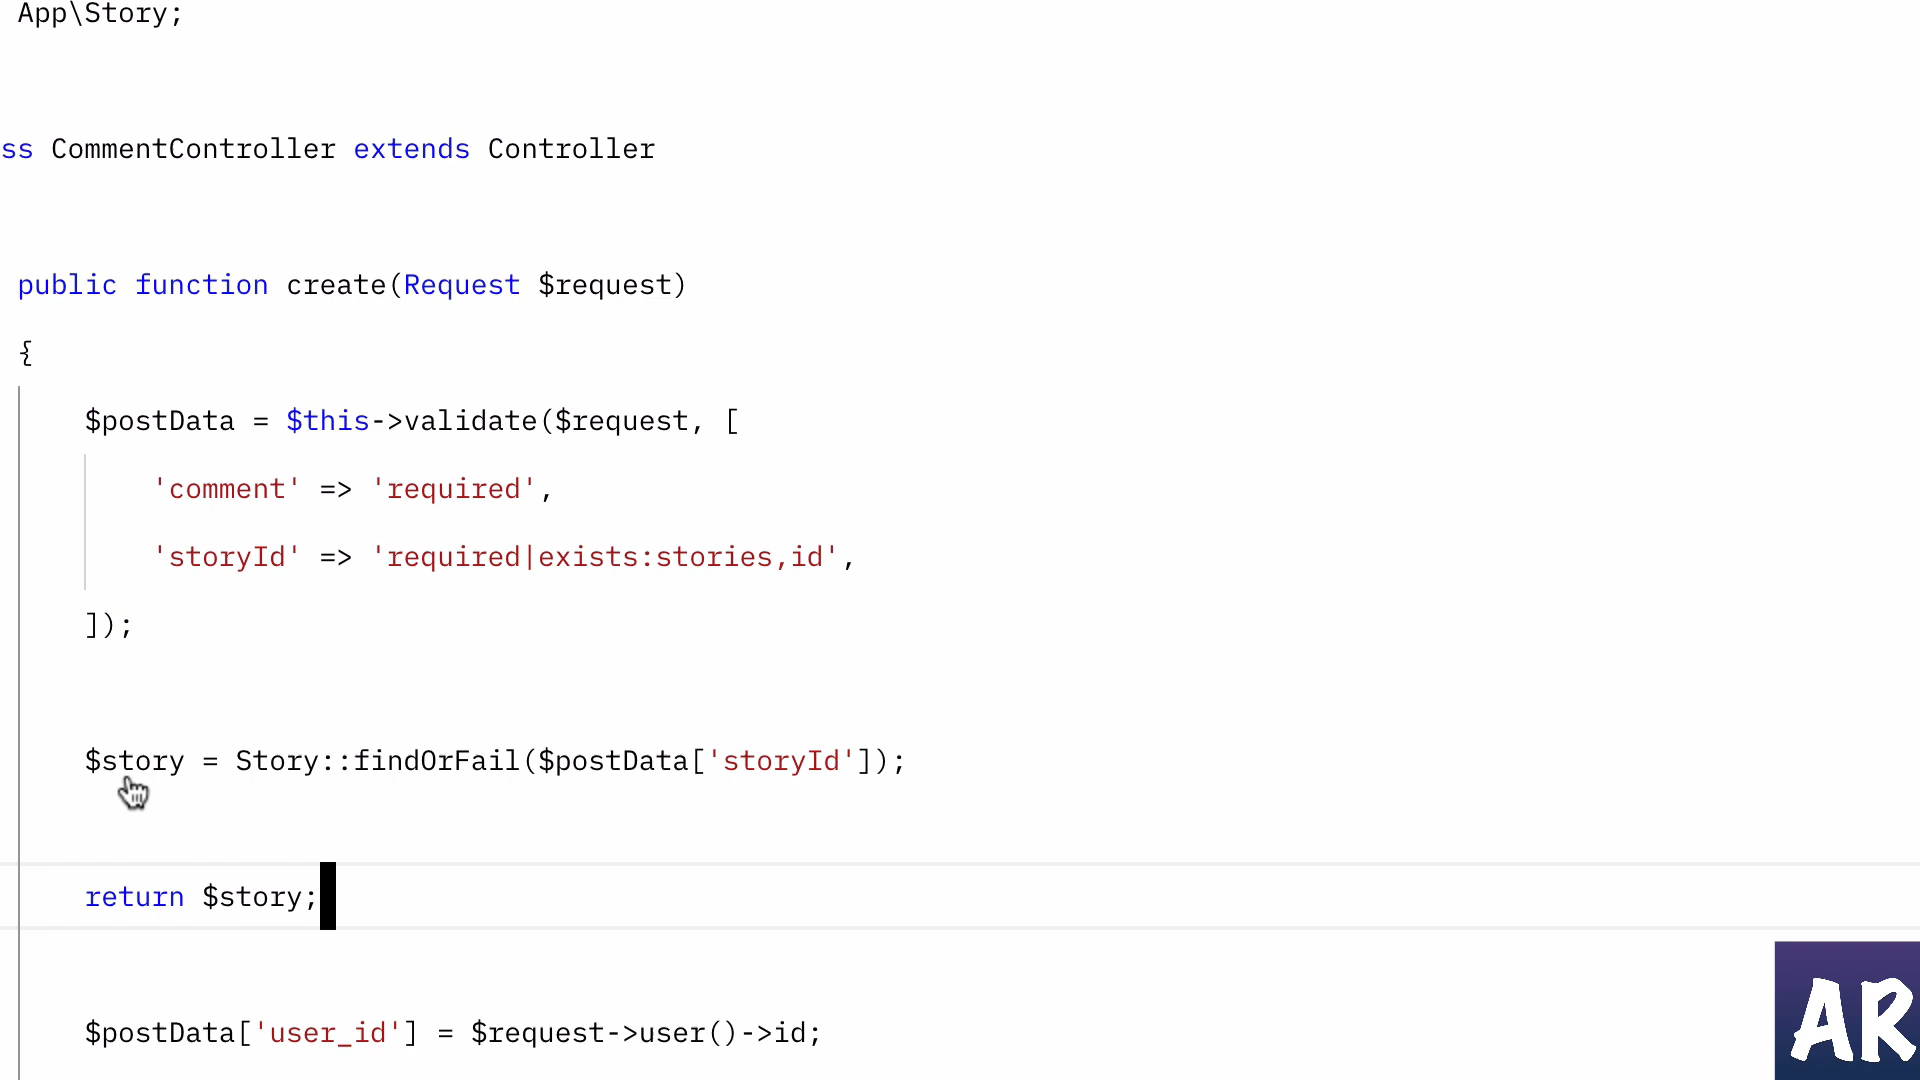 App\Story;
ss CommentController extends Controller
public function create(Request $request)
{
$postData = $this->validate($request, [
'comment' => 'required',
'storyId' => 'required|exists:stories,id',
]);
$story = Story::findOrFail($postData['storyId']);
return $story;
$postData['user_id'] = $request->user()->id;
AR